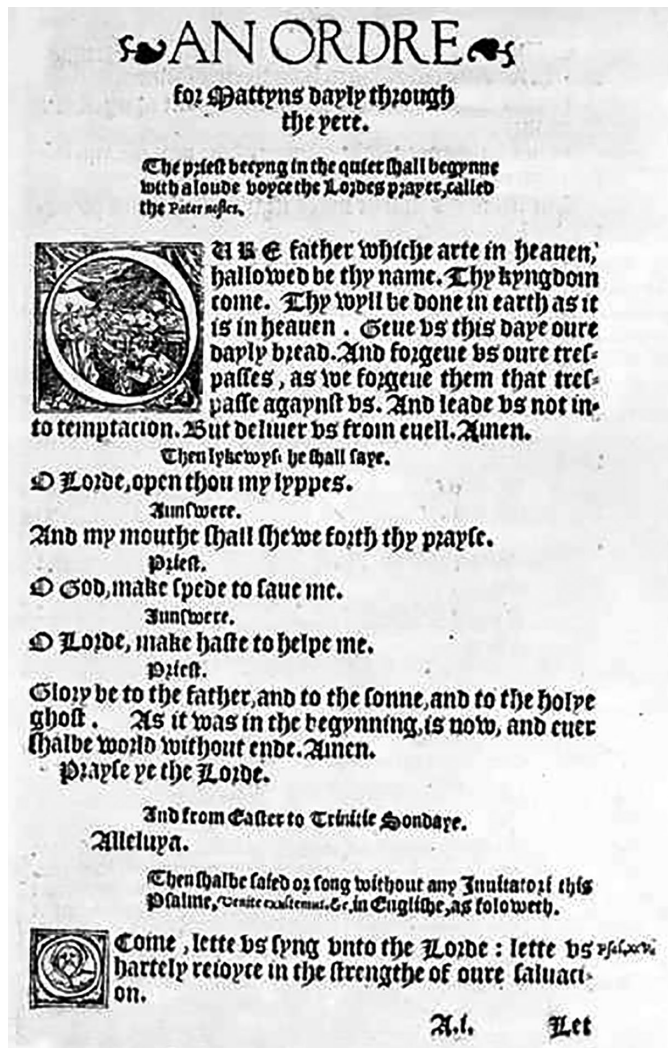 AN ORDRE
for Mattyns dayly through
the yere.
The priest beeyng in the quier shall begynne
with a loude voyce the Lordes prayer, called
the Pater noster.
OURE father whiche arte in heauen,
hallowed be thy name. Thy kyngdom
come. Thy wyll be done in earth as it
is in heauen. Geue vs this daye oure
dayly bread. And forgeue vs oure tres-
passes, as we forgeue them that tres-
passe agaynst vs. And leade vs not in-
to temptacion. But deliuer vs from euell. Amen.
Then lykewyse he shall saye.
O Lorde, open thou my lyppes.
Aunswere.
And my mouthe shall shewe forth thy prayse.
Priest.
O God, make spede to saue me.
Aunswere.
O Lorde, make haste to helpe me.
Priest.
Glory be to the father, and to the sonne, and to the holye
ghost. As it was in the begynning, is now, and euer
shalbe world without ende. Amen.
Prayse ye the Lorde.
And from Easter to Trinitie Sondaye.
Alleluya.
Then shalbe saied or song without any Inuitatori this
Psalme, Venite exultemus, &c. in Englishe, as foloweth.
O Come, lette vs syng vnto the Lorde: lette vs Psal.xcv.
hartely reioyce in the strengthe of oure saluaci-
on.
A.i. Let